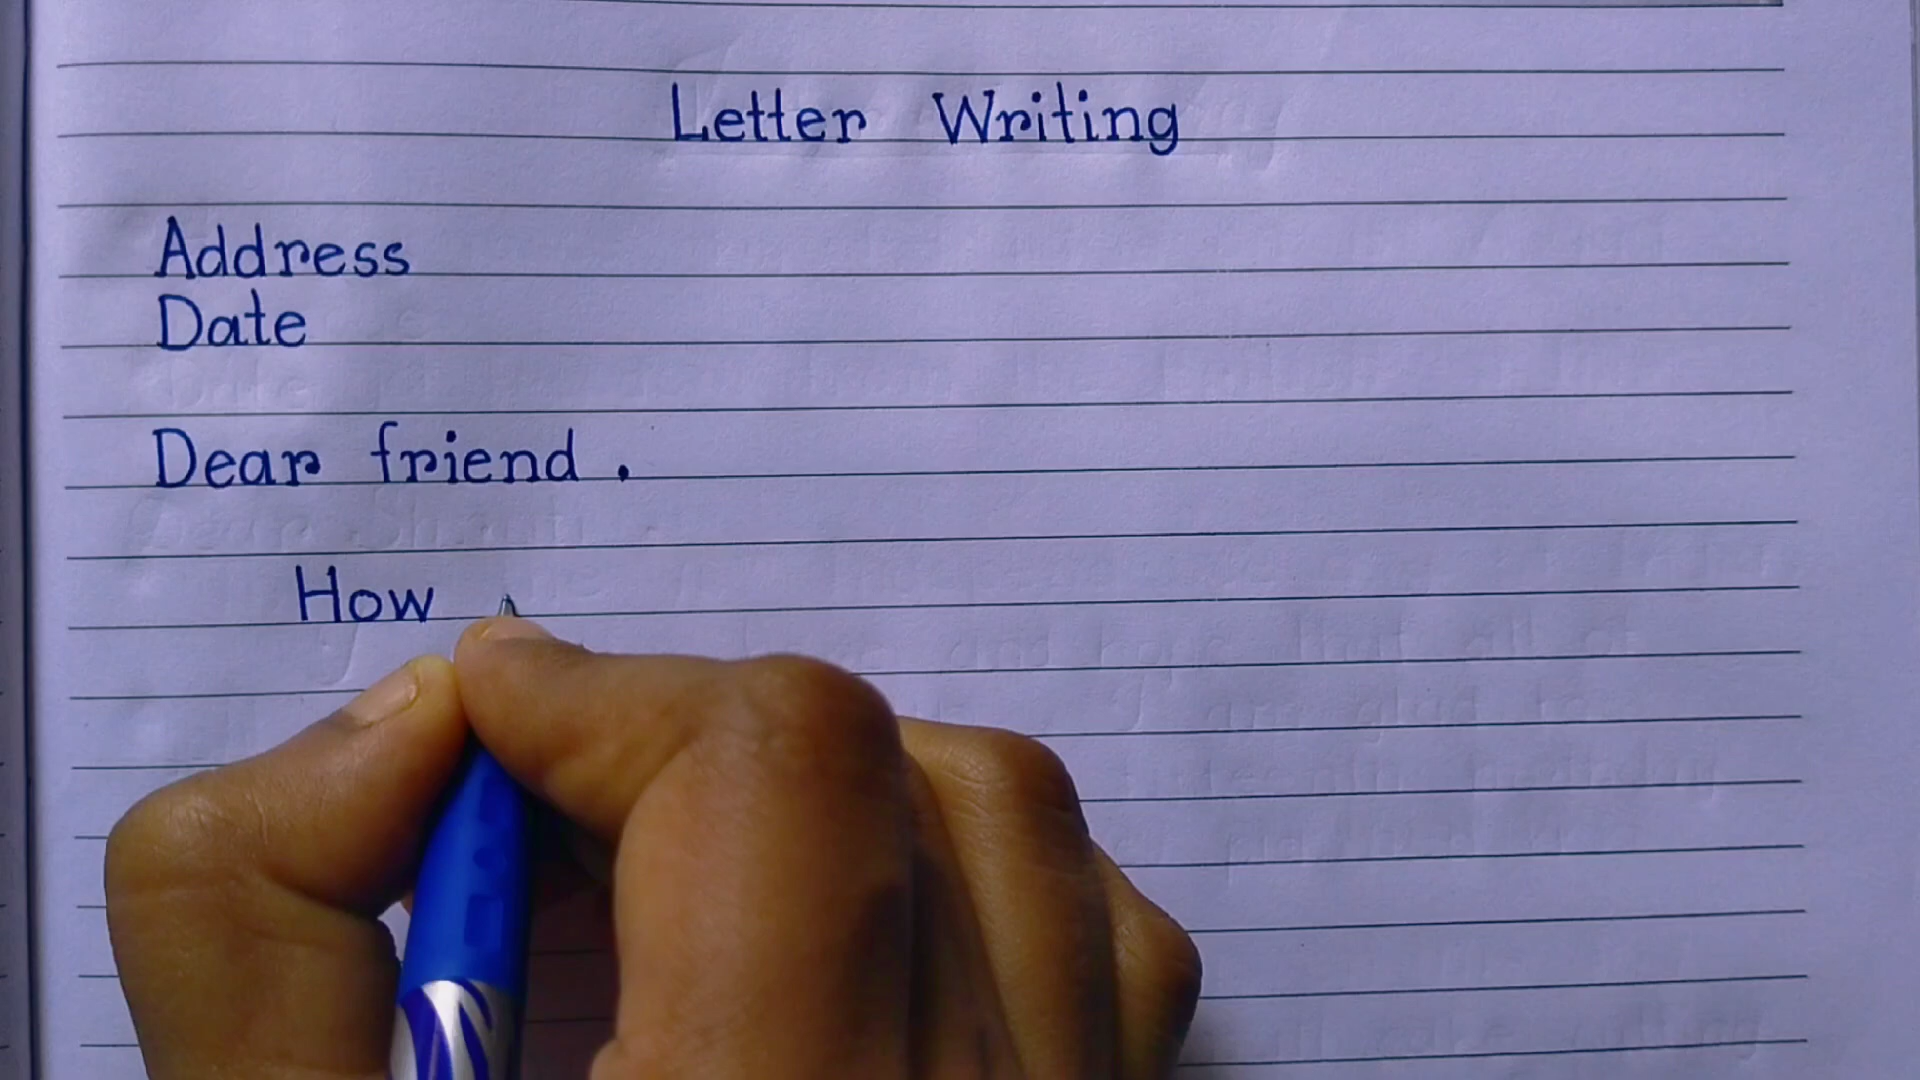 Letter Writing
Address
Date
Dear friend.
How